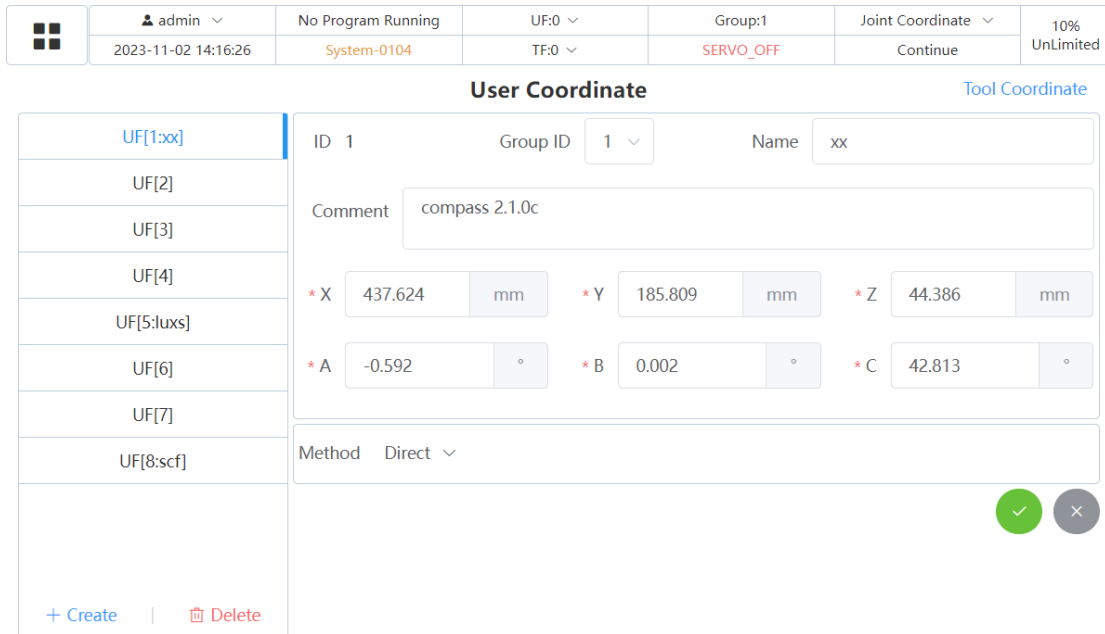 admin No Program Running UF:0 Group:1 Joint Coordinate 10%
2023-11-02 14:16:26 System-0104 TF:0 SERVO_OFF Continue UnLimited
User Coordinate Tool Coordinate
UF[1:xx]
UF[2]
UF[3]
UF[4]
UF[5:luxs]
UF[6]
UF[7]
UF[8:scf]
+ Create | Delete
ID 1 Group ID 1 Name xx
Comment compass 2.1.0c
* X 437.624 mm * Y 185.809 mm * Z 44.386 mm
* A -0.592 ° * B 0.002 ° * C 42.813 °
Method Direct